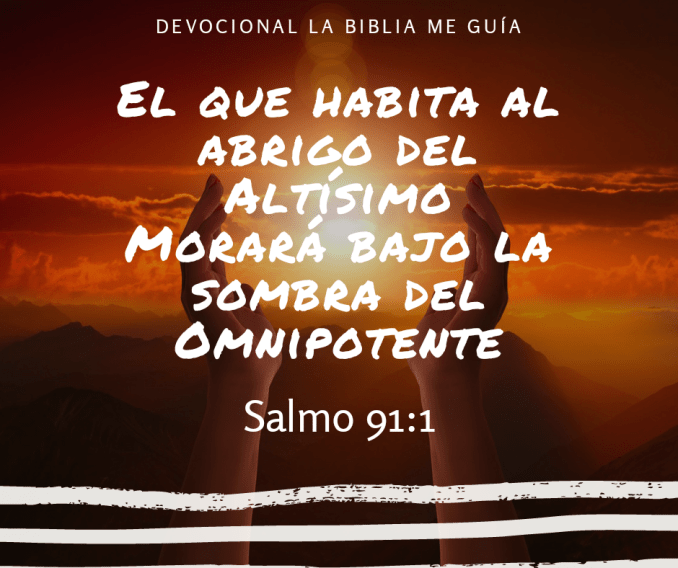 DEVOCIONAL LA BIBLIA ME GUÍA
El que habita al
abrigo del
Altísimo
Morará bajo la
sombra del
Omnipotente
Salmo 91:1